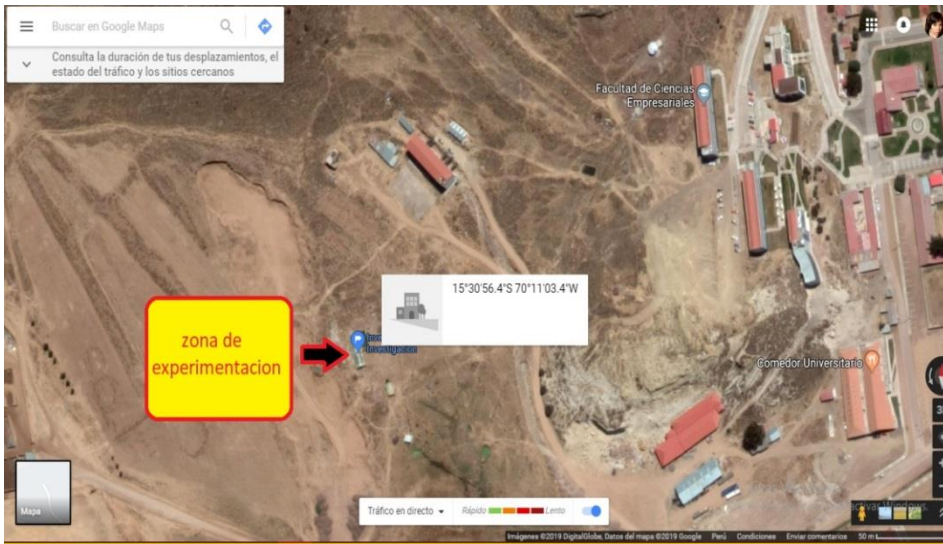 Buscar en Google Maps
Consulta la duración de tus desplazamientos, el
estado del tráfico y los sitios cercanos
Facultad de Ciencias
Empresariales
15°30'56.4"S 70°11'03.4"W
zona de
experimentacion
Investigacion
Comedor Universitario
Mapa
Tráfico en directo
Rápido
Lento
Imágenes ©2019 DigitalGlobe, Datos del mapa ©2019 Google Perú Condiciones Enviar comentarios 50 m